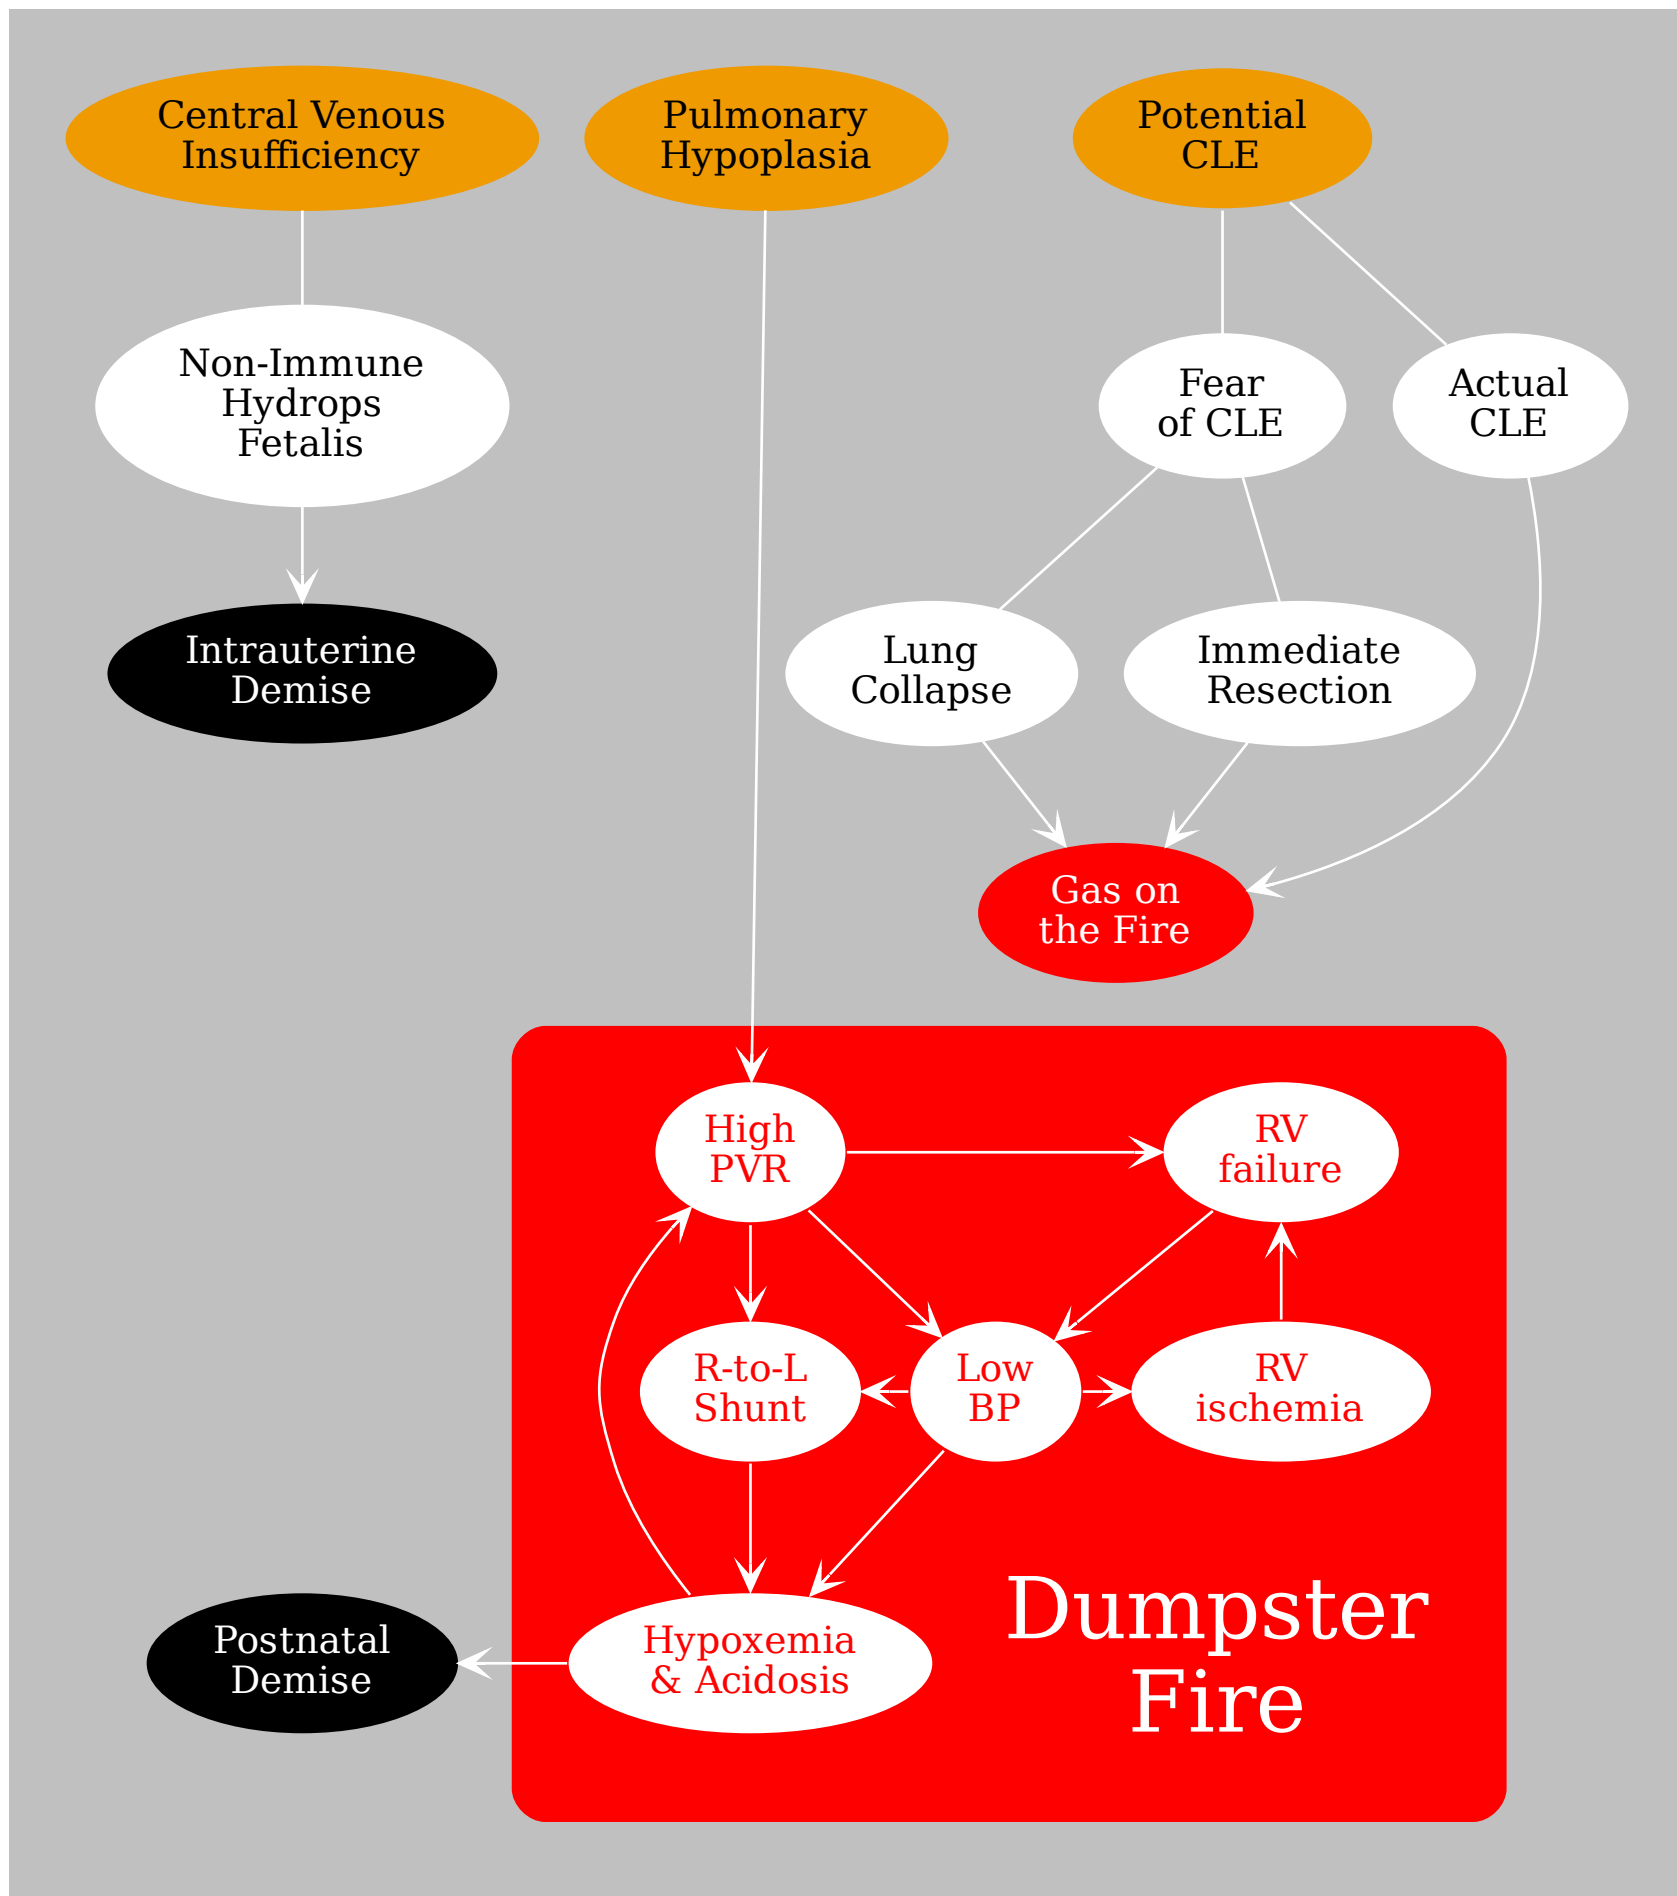 Central Venous
Insufficiency
Pulmonary
Hypoplasia
Potential
CLE
Non-Immune
Hydrops
Fetalis
Fear
of CLE
Actual
CLE
Intrauterine
Demise
Lung
Collapse
Immediate
Resection
Gas on
the Fire
High
PVR
RV
failure
R-to-L
Shunt
Low
BP
RV
ischemia
Postnatal
Demise
Hypoxemia
& Acidosis
Dumpster
Fire